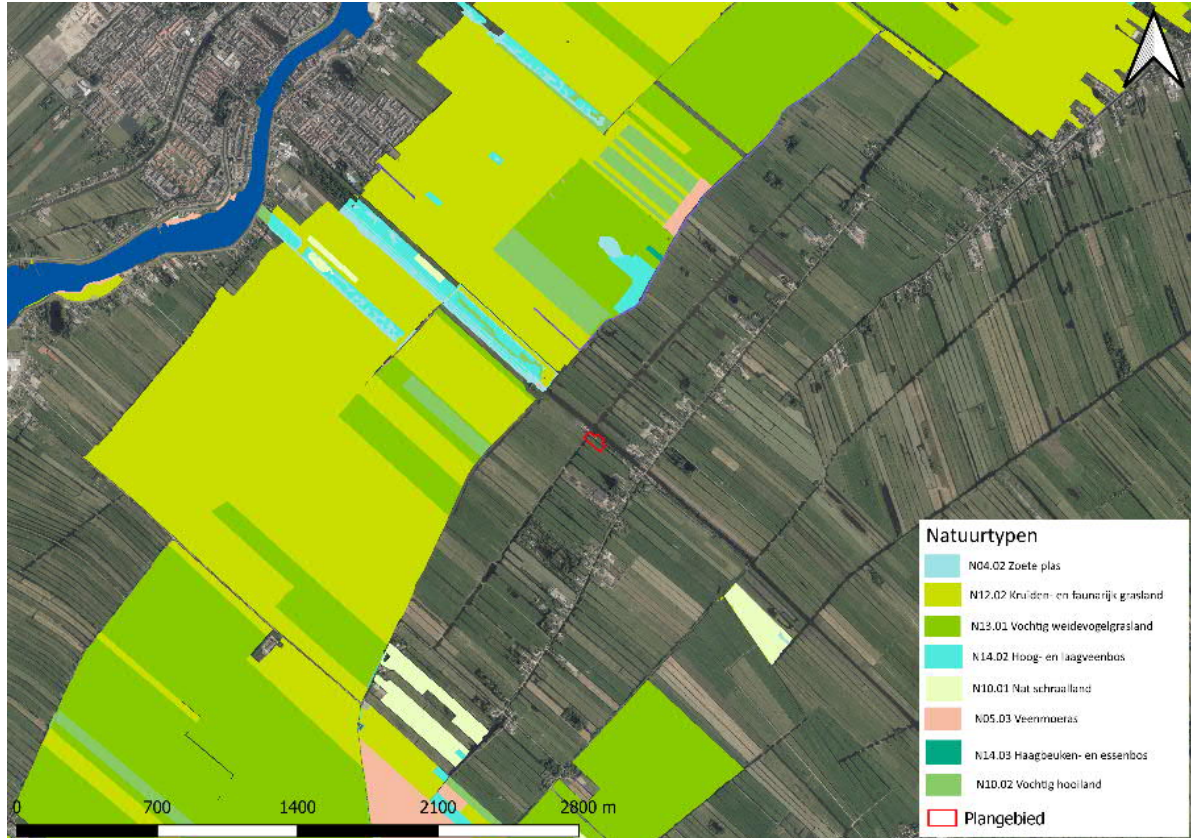 Natuurtypen
N04.02 Zoete plas
N12.02 Kruiden- en faunarijk grasland
N13.01 Vochtig weidevogelgrasland
N14.02 Hoog- en laagveenbos
N10.01 Nat schraalland
N05.03 Veenmoeras
N14.03 Haagbeuken- en essenbos
N10.02 Vochtig hooiland
Plangebied
0 700 1400 2100 2800 m